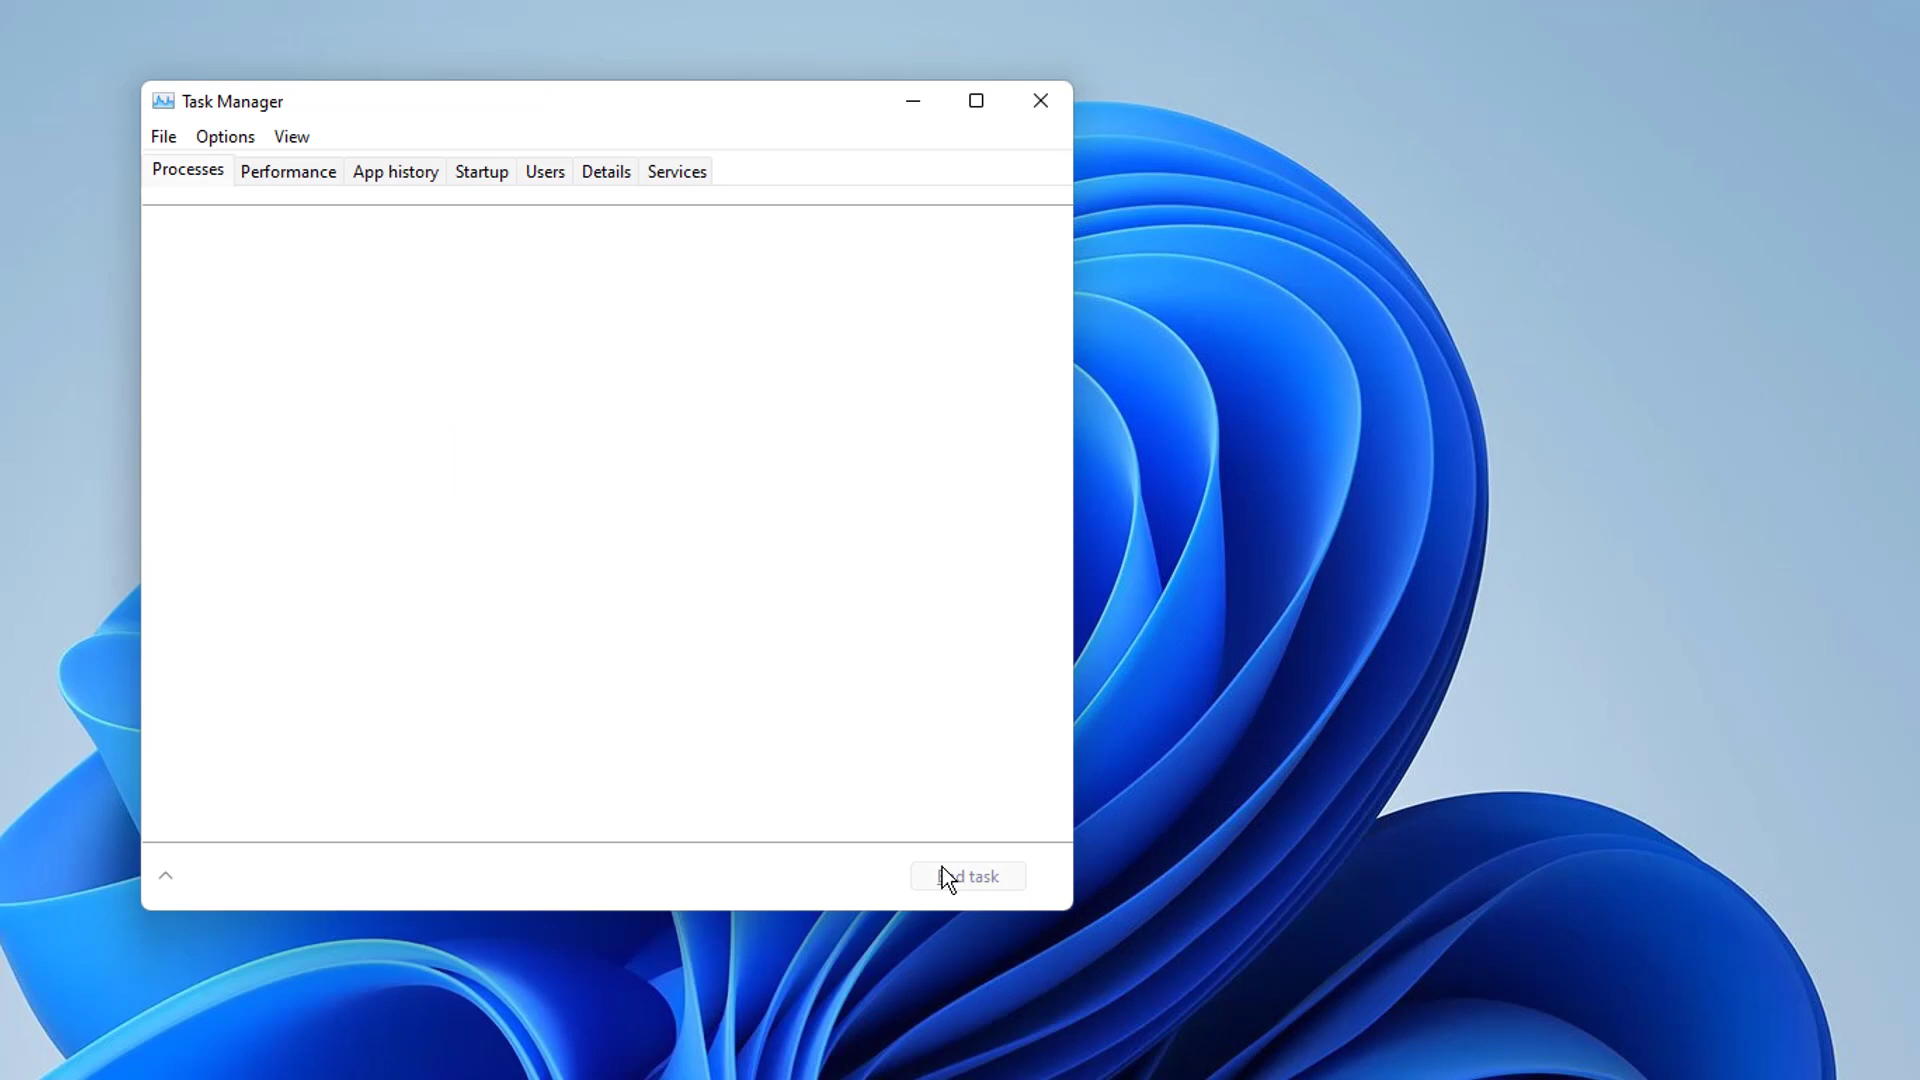 Task Manager
File Options View
Processes Performance App history Startup Users Details Services
task